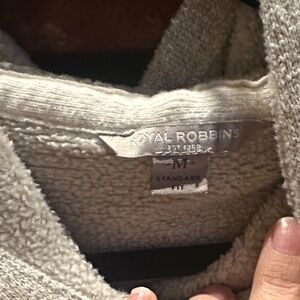 ROYAL ROBBINS
EST. 1968
M
STANDARD
FIT